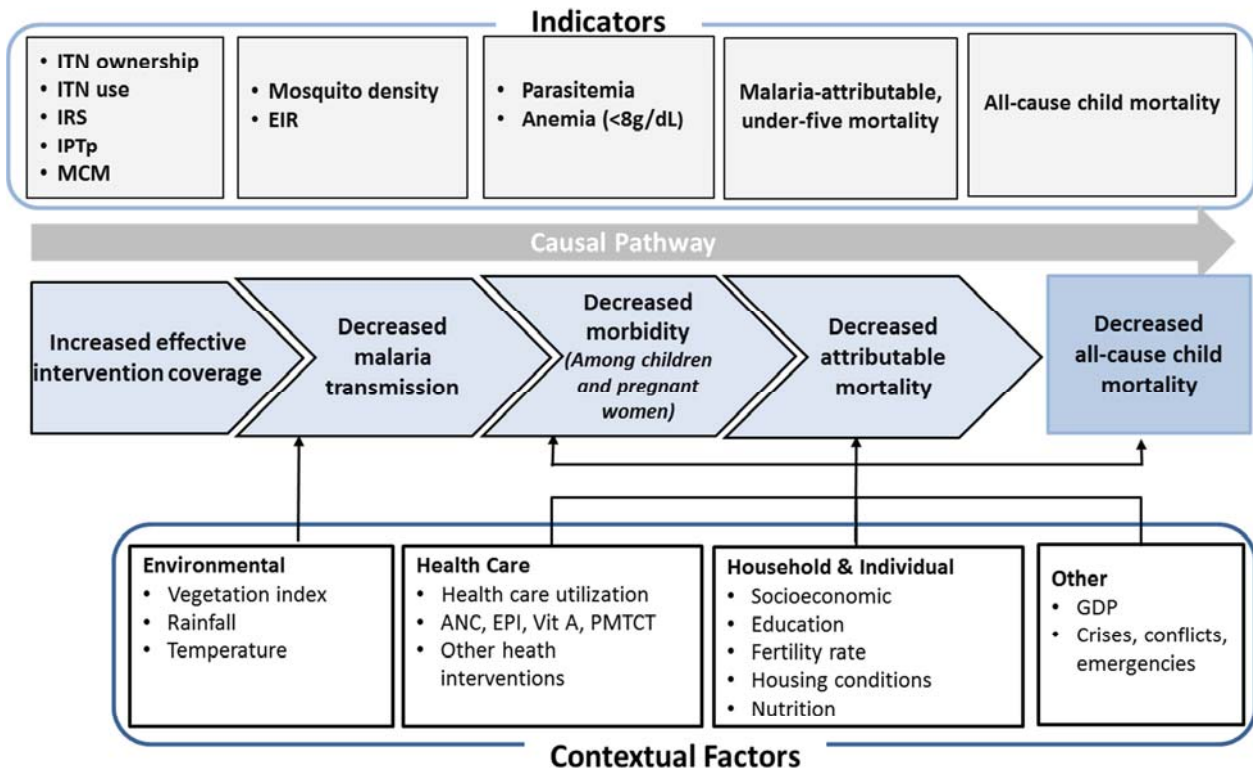 Indicators
• ITN ownership
• ITN use
• IRS
• IPTp
• MCM
• Mosquito density
• EIR
• Parasitemia
• Anemia (<8g/dL)
Malaria-attributable,
under-five mortality
All-cause child mortality
Causal Pathway
Increased effective
intervention coverage
Decreased
malaria
transmission
Decreased
morbidity
(Among children
and pregnant
women)
Decreased
attributable
mortality
Decreased
all-cause child
mortality
Environmental
• Vegetation index
• Rainfall
• Temperature
Health Care
• Health care utilization
• ANC, EPI, Vit A, PMTCT
• Other heath
interventions
Household & Individual
• Socioeconomic
• Education
• Fertility rate
• Housing conditions
• Nutrition
Other
• GDP
• Crises, conflicts,
emergencies
Contextual Factors